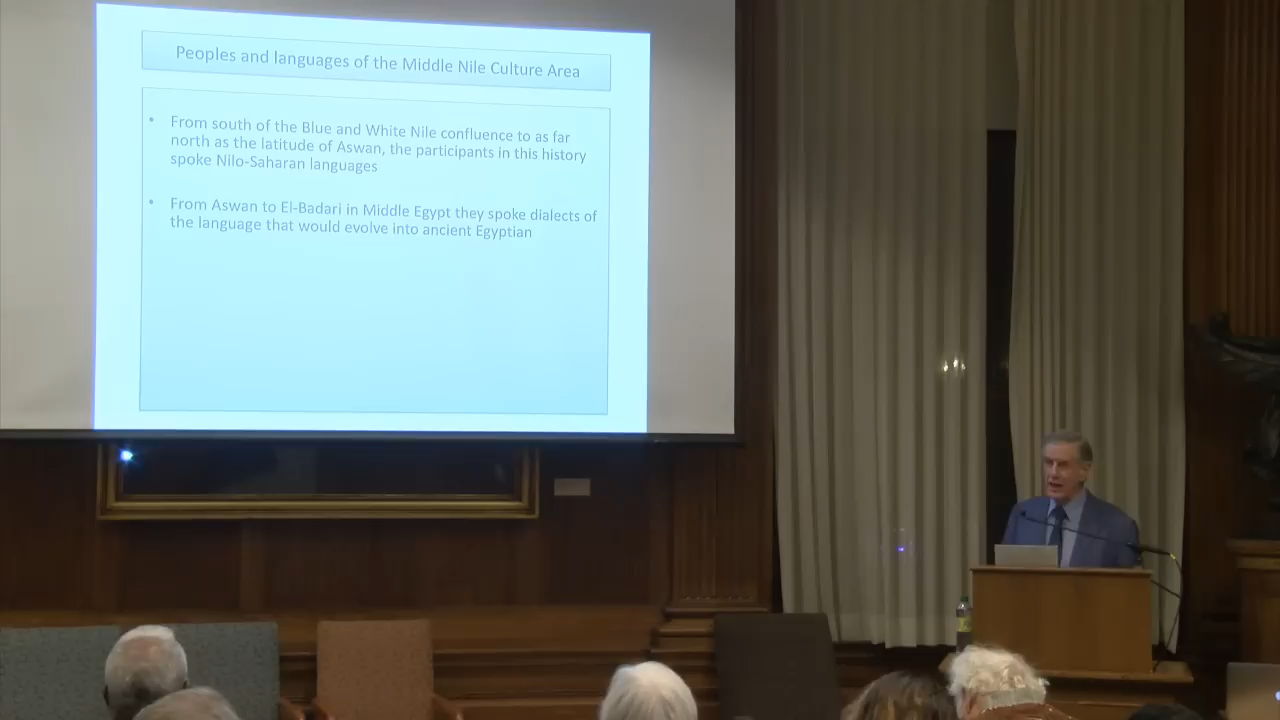 Peoples and languages of the Middle Nile Culture Area
• From south of the Blue and White Nile confluence to as far
north as the latitude of Aswan, the participants in this history
spoke Nilo-Saharan languages
• From Aswan to El-Badari in Middle Egypt they spoke dialects of
the language that would evolve into ancient Egyptian